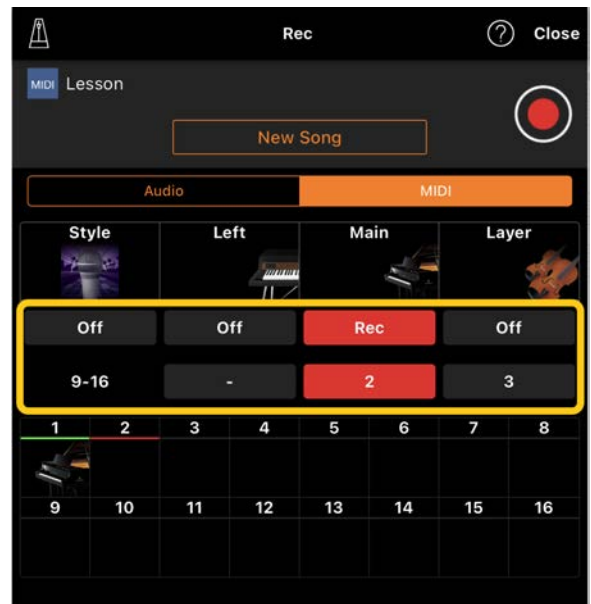 Rec ? Close
MIDI Lesson
New Song
Audio MIDI
Style Left Main Layer
Off Off Rec Off
9-16 - 2 3
1 2 3 4 5 6 7 8
9 10 11 12 13 14 15 16